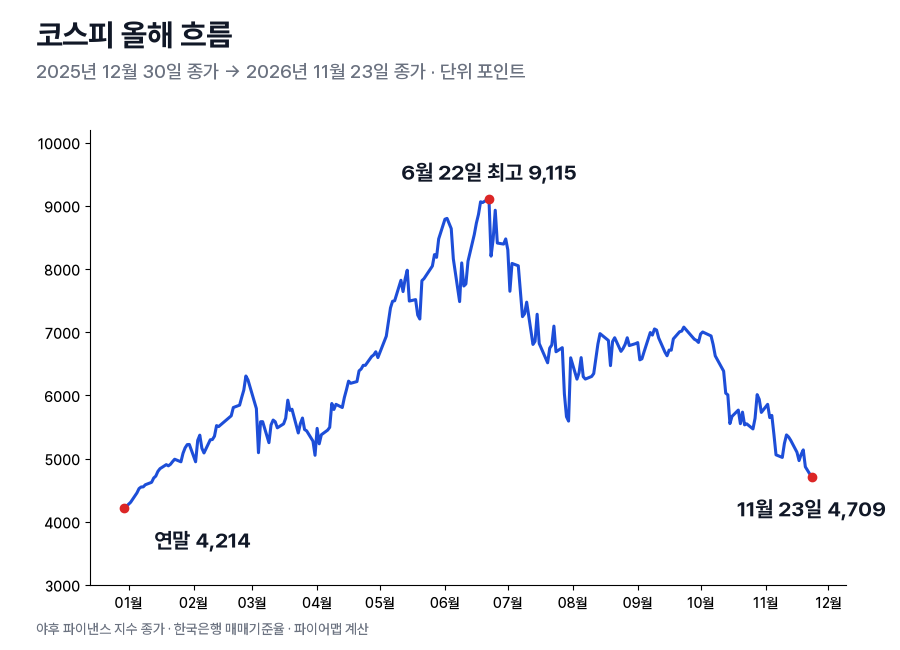 코스피 올해 흐름
2025년 12월 30일 종가 → 2026년 11월 23일 종가 · 단위 포인트
10000
6월 22일 최고 9,115
9000
8000
7000
6000
5000
11월 23일 4,709
4000
연말 4,214
3000
01월 02월 03월 04월 05월 06월 07월 08월 09월 10월 11월 12월
야후 파이낸스 지수 종가 · 한국은행 매매기준율 · 파이어맵 계산